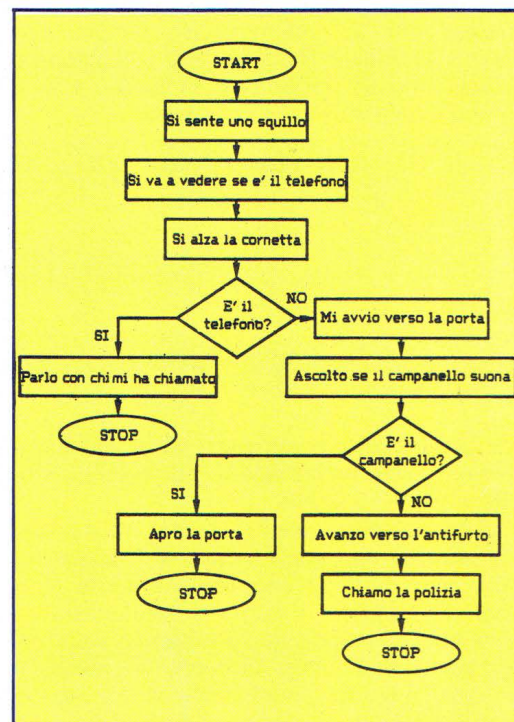 START
Si sente uno squillo
Si va a vedere se e' il telefono
Si alza la cornetta
E' il
telefono?
NO
SI
Mi avvio verso la porta
Parlo con chi mi ha chiamato
Ascolto se il campanello suona
STOP
E' il
campanello?
SI
NO
Apro la porta
Avanzo verso l'antifurto
STOP
Chiamo la polizia
STOP